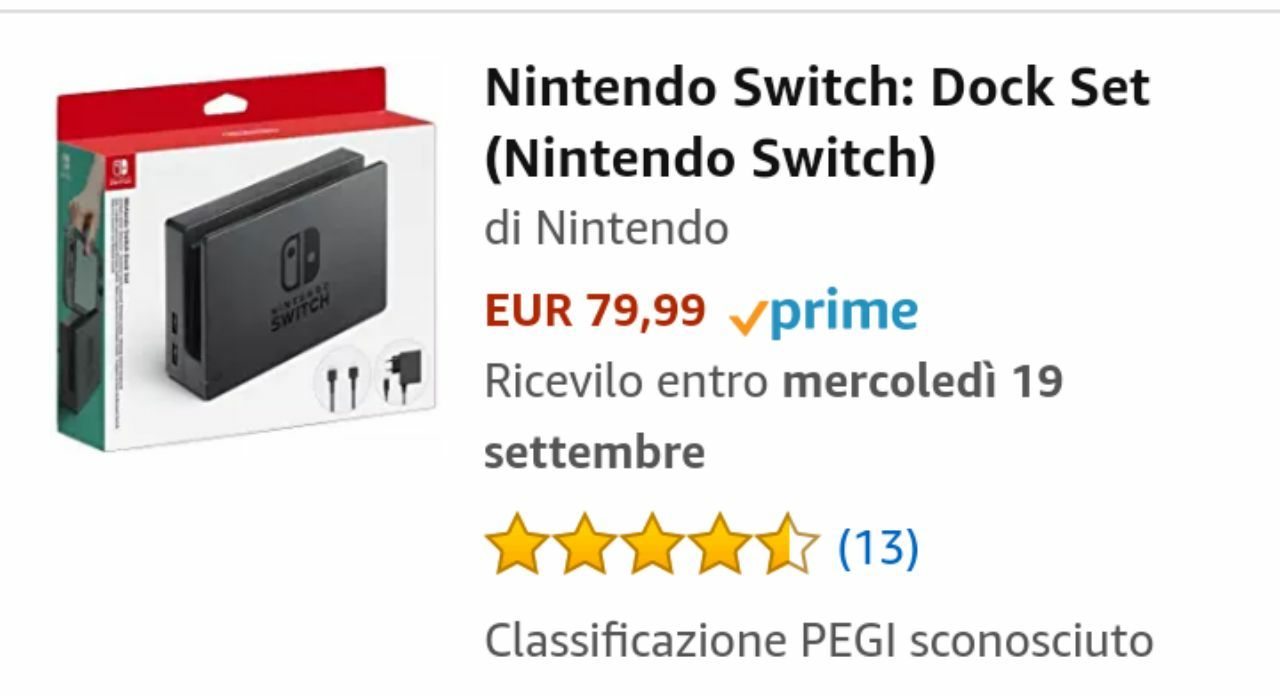 Nintendo Switch: Dock Set
(Nintendo Switch)
di Nintendo
EUR 79,99 prime
Ricevilo entro mercoledì 19
settembre
(13)
Classificazione PEGI sconosciuto
NINTENDO
SWITCH